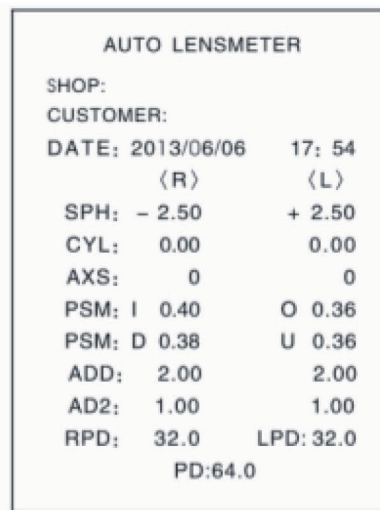 AUTO LENSMETER
SHOP:
CUSTOMER:
DATE: 2013/06/06 17: 54
〈R〉 〈L〉
SPH: - 2.50 + 2.50
CYL: 0.00 0.00
AXS: 0 0
PSM: I 0.40 O 0.36
PSM: D 0.38 U 0.36
ADD: 2.00 2.00
AD2: 1.00 1.00
RPD: 32.0 LPD: 32.0
PD:64.0